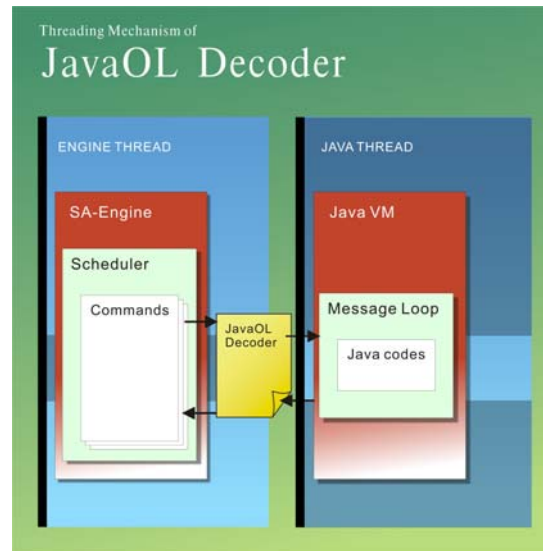 Threading Mechanism of
JavaOL Decoder
ENGINE THREAD
SA-Engine
Scheduler
Commands
JavaOL
Decoder
JAVA THREAD
Java VM
Message Loop
Java codes